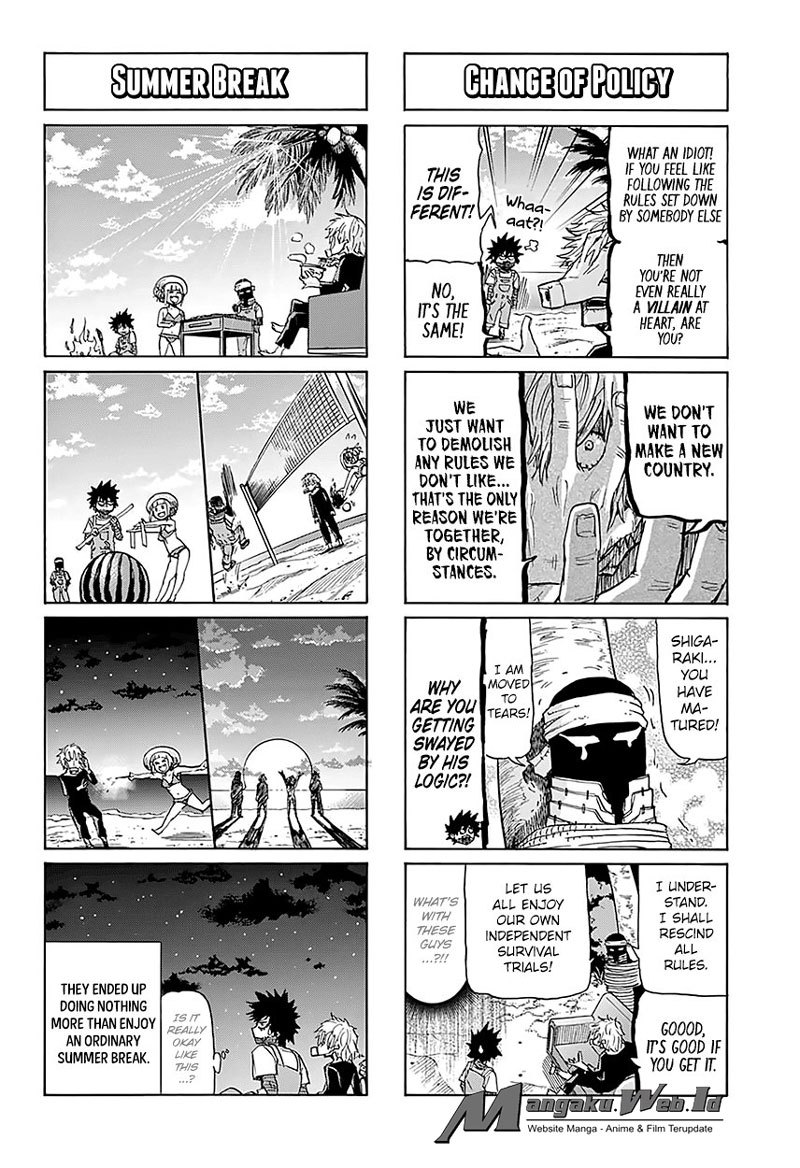 CHANGE OF POLICY
WHAT AN IDIOT!
IF YOU FEEL LIKE
FOLLOWING THE
RULES SET DOWN
BY SOMEBODY ELSE
THEN
YOU'RE NOT
EVEN REALLY
A VILLAIN AT
HEART, ARE
YOU?
Whaa-
aat?!
THIS
IS DIF-
FERENT!
NO,
IT'S THE
SAME!
WE DON'T
WANT TO
MAKE A NEW
COUNTRY.
WE
JUST WANT
TO DEMOLISH
ANY RULES WE
DON'T LIKE...
THAT'S THE ONLY
REASON WE'RE
TOGETHER,
BY CIRCUM-
STANCES.
SHIGA-
RAKI...
YOU
HAVE
MA-
TURED!
I AM
MOVED
TO
TEARS!
WHY
ARE YOU
GETTING
SWAYED
BY HIS
LOGIC?!
I UNDER-
STAND.
I SHALL
RESCIND
ALL
RULES.
LET US
ALL ENJOY
OUR OWN
INDEPENDENT
SURVIVAL
TRIALS!
WHAT'S
WITH
THESE
GUYS
...?!!
GOOOD,
IT'S GOOD IF
YOU GET IT.
SUMMER BREAK
THEY ENDED UP
DOING NOTHING
MORE THAN ENJOY
AN ORDINARY
SUMMER BREAK.
IS IT
REALLY
OKAY
LIKE
THIS
...?
Mangaku.Web.Id
Website Manga - Anime & Film Terupdate